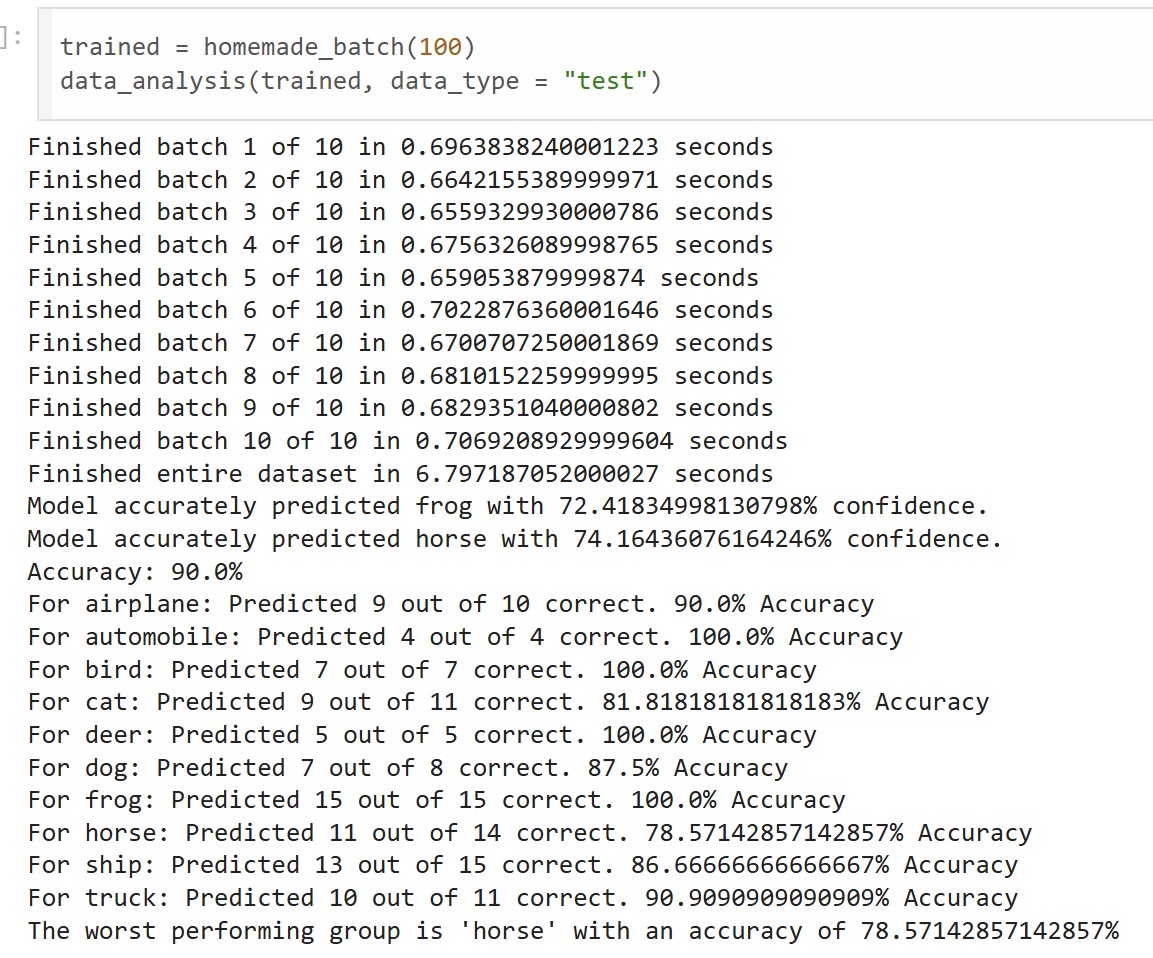 ]:
trained = homemade_batch(100)
data_analysis(trained, data_type = "test")
Finished batch 1 of 10 in 0.6963838240001223 seconds
Finished batch 2 of 10 in 0.6642155389999971 seconds
Finished batch 3 of 10 in 0.6559329930000786 seconds
Finished batch 4 of 10 in 0.6756326089998765 seconds
Finished batch 5 of 10 in 0.659053879999874 seconds
Finished batch 6 of 10 in 0.7022876360001646 seconds
Finished batch 7 of 10 in 0.6700707250001869 seconds
Finished batch 8 of 10 in 0.6810152259999995 seconds
Finished batch 9 of 10 in 0.6829351040000802 seconds
Finished batch 10 of 10 in 0.7069208929999604 seconds
Finished entire dataset in 6.797187052000027 seconds
Model accurately predicted frog with 72.41834998130798% confidence.
Model accurately predicted horse with 74.16436076164246% confidence.
Accuracy: 90.0%
For airplane: Predicted 9 out of 10 correct. 90.0% Accuracy
For automobile: Predicted 4 out of 4 correct. 100.0% Accuracy
For bird: Predicted 7 out of 7 correct. 100.0% Accuracy
For cat: Predicted 9 out of 11 correct. 81.81818181818183% Accuracy
For deer: Predicted 5 out of 5 correct. 100.0% Accuracy
For dog: Predicted 7 out of 8 correct. 87.5% Accuracy
For frog: Predicted 15 out of 15 correct. 100.0% Accuracy
For horse: Predicted 11 out of 14 correct. 78.57142857142857% Accuracy
For ship: Predicted 13 out of 15 correct. 86.66666666666667% Accuracy
For truck: Predicted 10 out of 11 correct. 90.9090909090909% Accuracy
The worst performing group is 'horse' with an accuracy of 78.57142857142857%